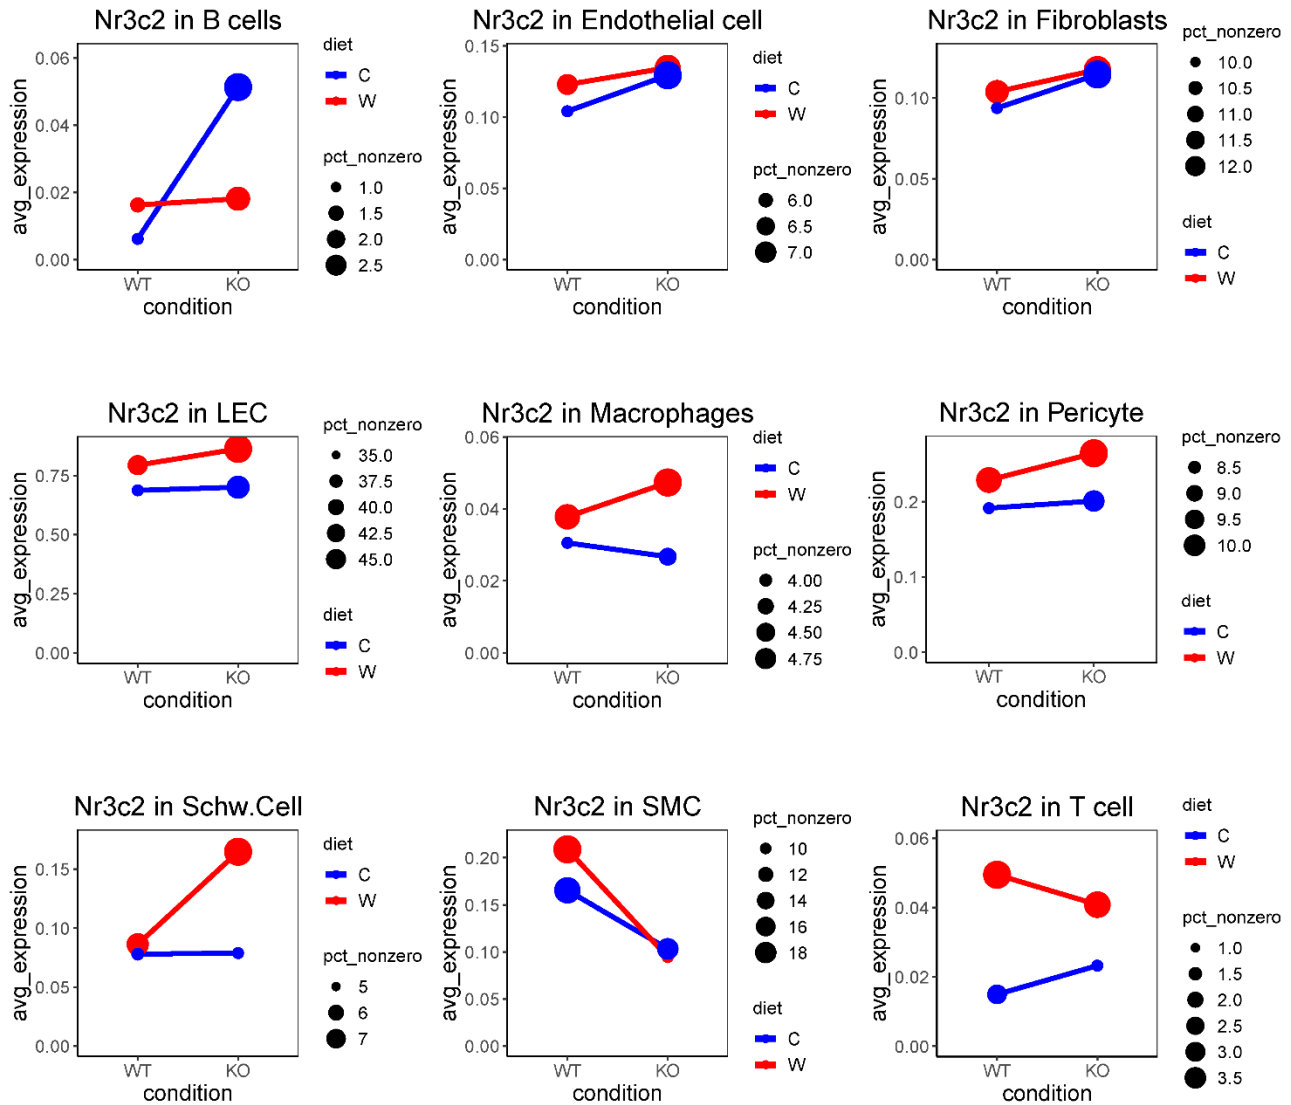 Nr3c2 in B cells
avg_expression
0.06
0.04
0.02
0.00
WT
KO
condition
diet
C
W
pct_nonzero
1.0
1.5
2.0
2.5
Nr3c2 in Endothelial cell
avg_expression
0.15
0.10
0.05
0.00
WT
KO
condition
diet
C
W
pct_nonzero
6.0
6.5
7.0
Nr3c2 in Fibroblasts
avg_expression
0.10
0.05
0.00
WT
KO
condition
pct_nonzero
10.0
10.5
11.0
11.5
12.0
diet
C
W
Nr3c2 in LEC
avg_expression
0.75
0.50
0.25
0.00
WT
KO
condition
pct_nonzero
35.0
37.5
40.0
42.5
45.0
diet
C
W
Nr3c2 in Macrophages
avg_expression
0.06
0.04
0.02
0.00
WT
KO
condition
diet
C
W
pct_nonzero
4.00
4.25
4.50
4.75
Nr3c2 in Pericyte
avg_expression
0.2
0.1
0.0
WT
KO
condition
pct_nonzero
8.5
9.0
9.5
10.0
diet
C
W
Nr3c2 in Schw.Cell
avg_expression
0.15
0.10
0.05
0.00
WT
KO
condition
diet
C
W
pct_nonzero
5
6
7
Nr3c2 in SMC
avg_expression
0.20
0.15
0.10
0.05
0.00
WT
KO
condition
pct_nonzero
10
12
14
16
18
diet
C
W
Nr3c2 in T cell
avg_expression
0.06
0.04
0.02
0.00
WT
KO
condition
diet
C
W
pct_nonzero
1.0
1.5
2.0
2.5
3.0
3.5